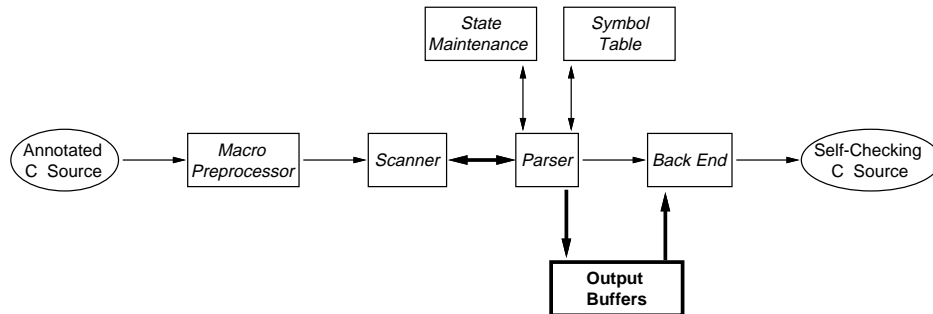 State
Maintenance
Symbol
Table
Annotated
C Source
Macro
Preprocessor
Scanner
Parser
Back End
Self-Checking
C Source
Output
Buffers